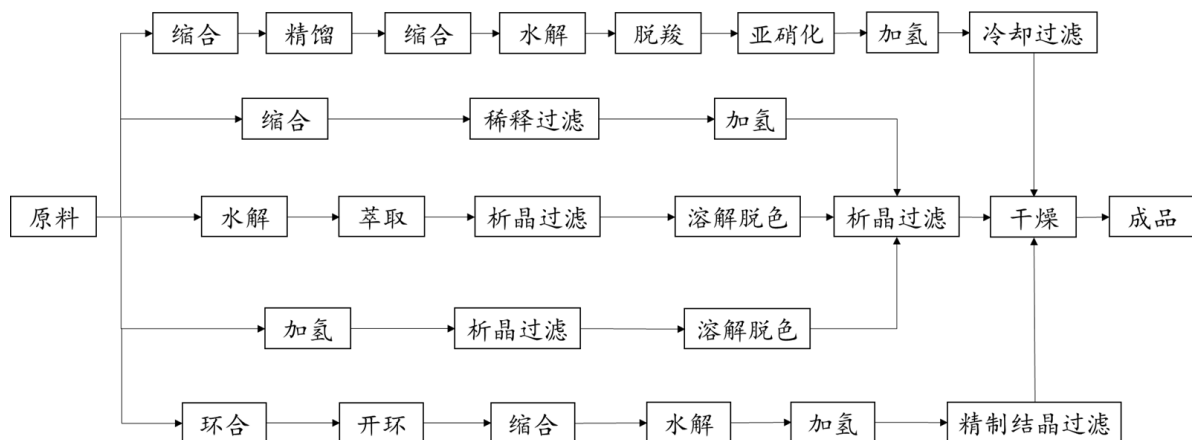 缩合 精馏 缩合 水解 脱羧 亚硝化 加氢 冷却过滤
缩合 稀释过滤 加氢
原料 水解 萃取 析晶过滤 溶解脱色 析晶过滤 干燥 成品
加氢 析晶过滤 溶解脱色
环合 开环 缩合 水解 加氢 精制结晶过滤